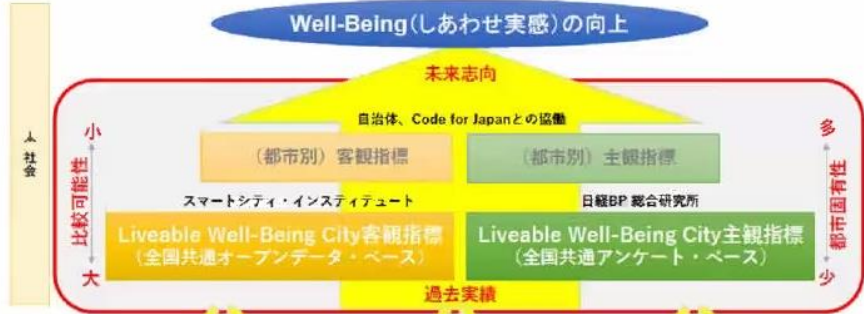 Well-Being(しあわせ実感)の向上
未来志向
自治体、Code for Japanとの協働
小
多
(都市別)客観指標
(都市別)主観指標
比較可能性
都市固有性
社会
スマートシティ・インスティテュート
日経BP 総合研究所
Liveable Well-Being City客観指標
(全国共通オープンデータ・ベース)
Liveable Well-Being City主観指標
(全国共通アンケート・ベース)
大
少
過去実績